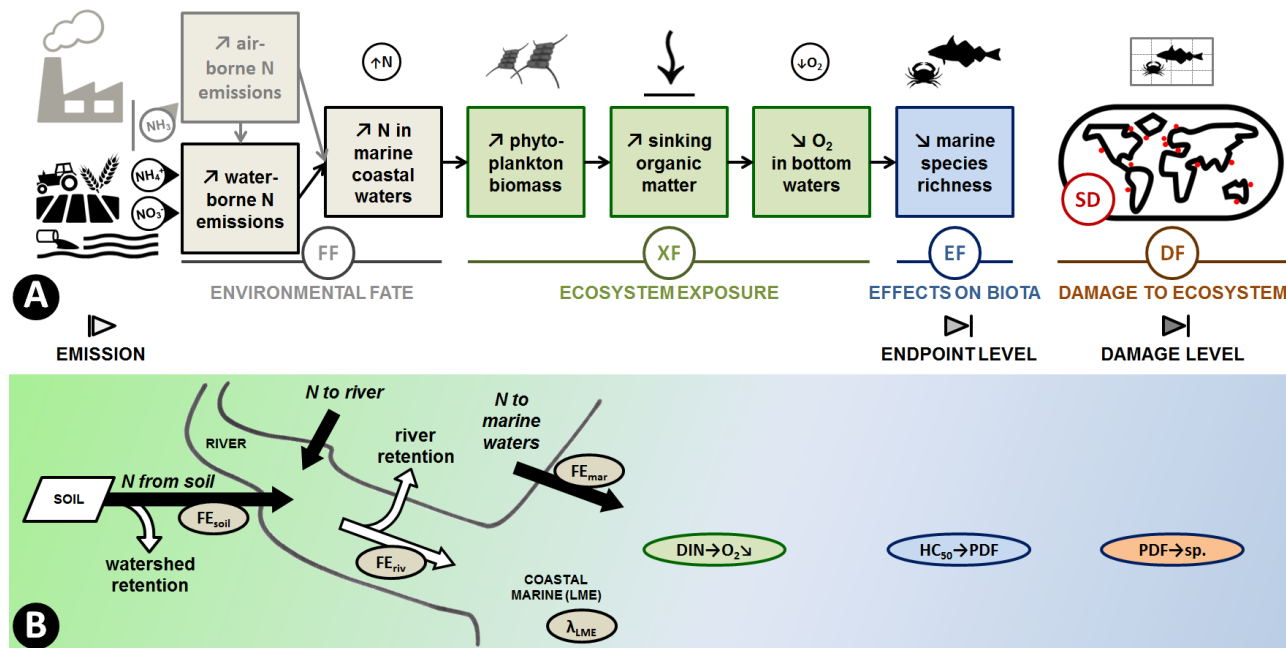 A
↗ air-
borne N
emissions
NH₃
NH₄⁺
NO₃⁻
↗ water-
borne N
emissions
↑N
↗ N in
marine
coastal
waters
↗ phyto-
plankton
biomass
↗ sinking
organic
matter
↓O₂
↘ O₂
in bottom
waters
↘ marine
species
richness
SD
FF
XF
EF
DF
ENVIRONMENTAL FATE
ECOSYSTEM EXPOSURE
EFFECTS ON BIOTA
DAMAGE TO ECOSYSTEM
EMISSION
ENDPOINT LEVEL
DAMAGE LEVEL
B
SOIL
N from soil
FEsoil
watershed
retention
RIVER
N to river
river
retention
FEriv
N to
marine
waters
FEmar
COASTAL
MARINE (LME)
λLME
DIN→O₂↘
HC₅₀→PDF
PDF→sp.